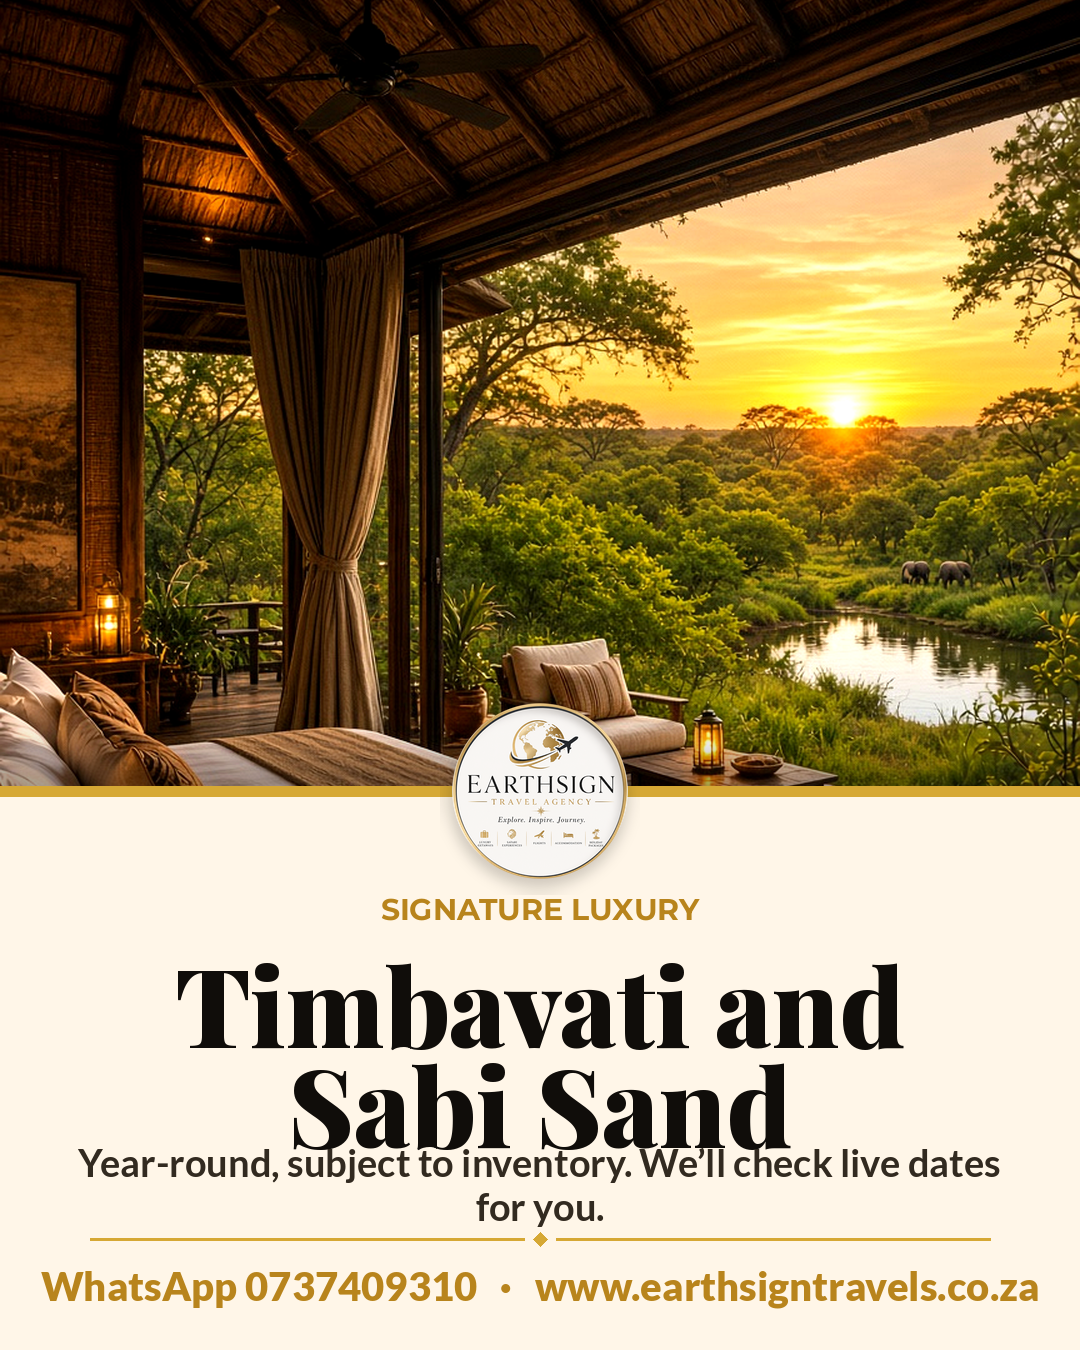 EARTHSIGN
TRAVEL AGENCY
Explore. Inspire. Journey.
SIGNATURE LUXURY
Timbavati and
Sabi Sand
Year-round, subject to inventory. We’ll check live dates
for you.
WhatsApp 0737409310 • www.earthsigntravels.co.za